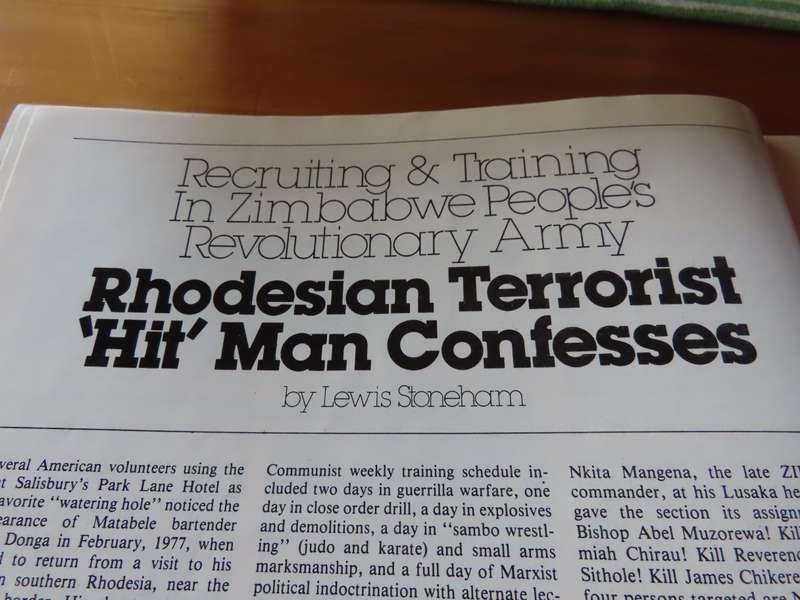 Recruiting & Training
In Zimbabwe People's
Revolutionary Army
Rhodesian Terrorist
'Hit' Man Confesses
by Lewis Stoneham
American volunteers using the
Salisbury's Park Lane Hotel as
"watering hole" noticed the
of Matabele bartender
Donga in February, 1977, when
to return from a visit to his
southern Rhodesia, near the
Communist weekly training schedule in-
cluded two days in guerrilla warfare, one
day in close order drill, a day in explosives
and demolitions, a day in "sambo wrestl-
ing" (judo and karate) and small arms
marksmanship, and a full day of Marxist
political indoctrination with alternate lec-
Nkita Mangena, the late
commander, at his Lusaka
gave the section its
Bishop Abel Muzorewa!
miah Chirau! Kill
Sithole! Kill James
four persons targeted are